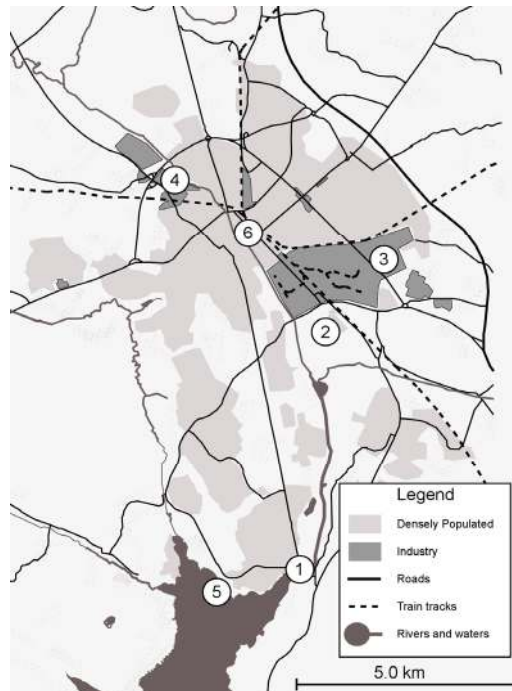 4
6
3
2
1
5
Legend
Densely Populated
Industry
Roads
Train tracks
Rivers and waters
5.0 km